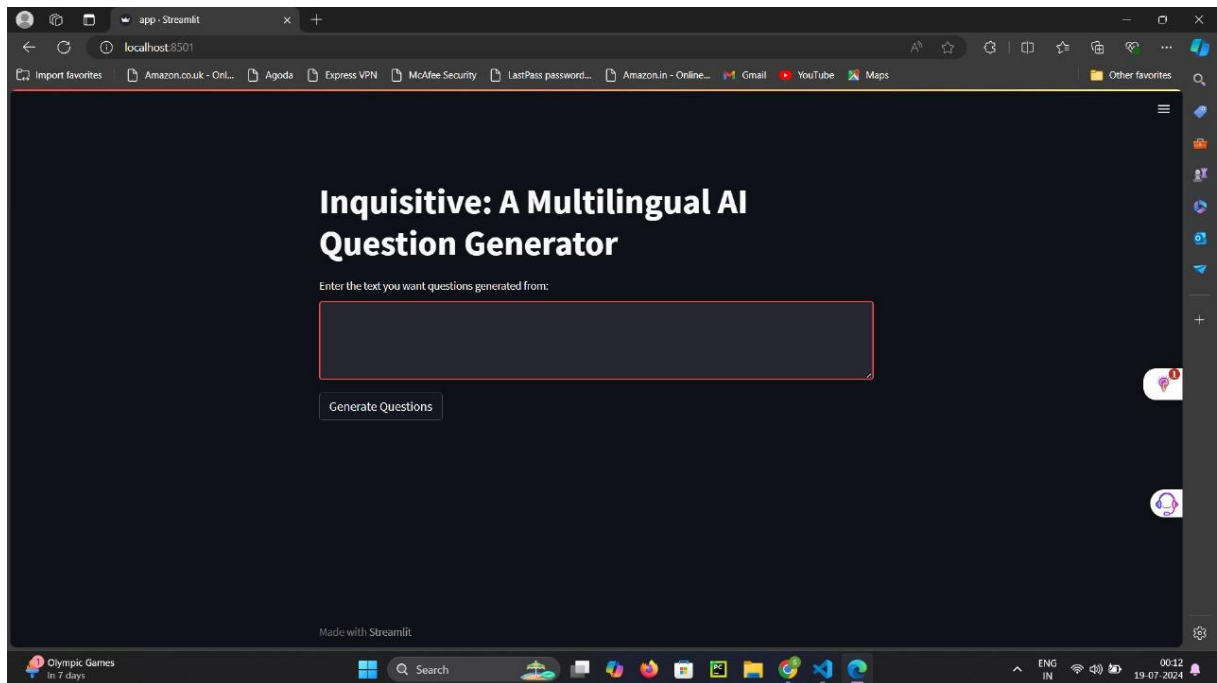 app · Streamlit
localhost:8501
Import favorites
Amazon.co.uk - Onl...
Agoda
Express VPN
McAfee Security
LastPass password...
Amazon.in - Online...
Gmail
YouTube
Maps
Other favorites
Inquisitive: A Multilingual AI
Question Generator
Enter the text you want questions generated from:
Generate Questions
1
Made with Streamlit
Olympic Games
In 7 days
Search
ENG
IN
00:12
19-07-2024